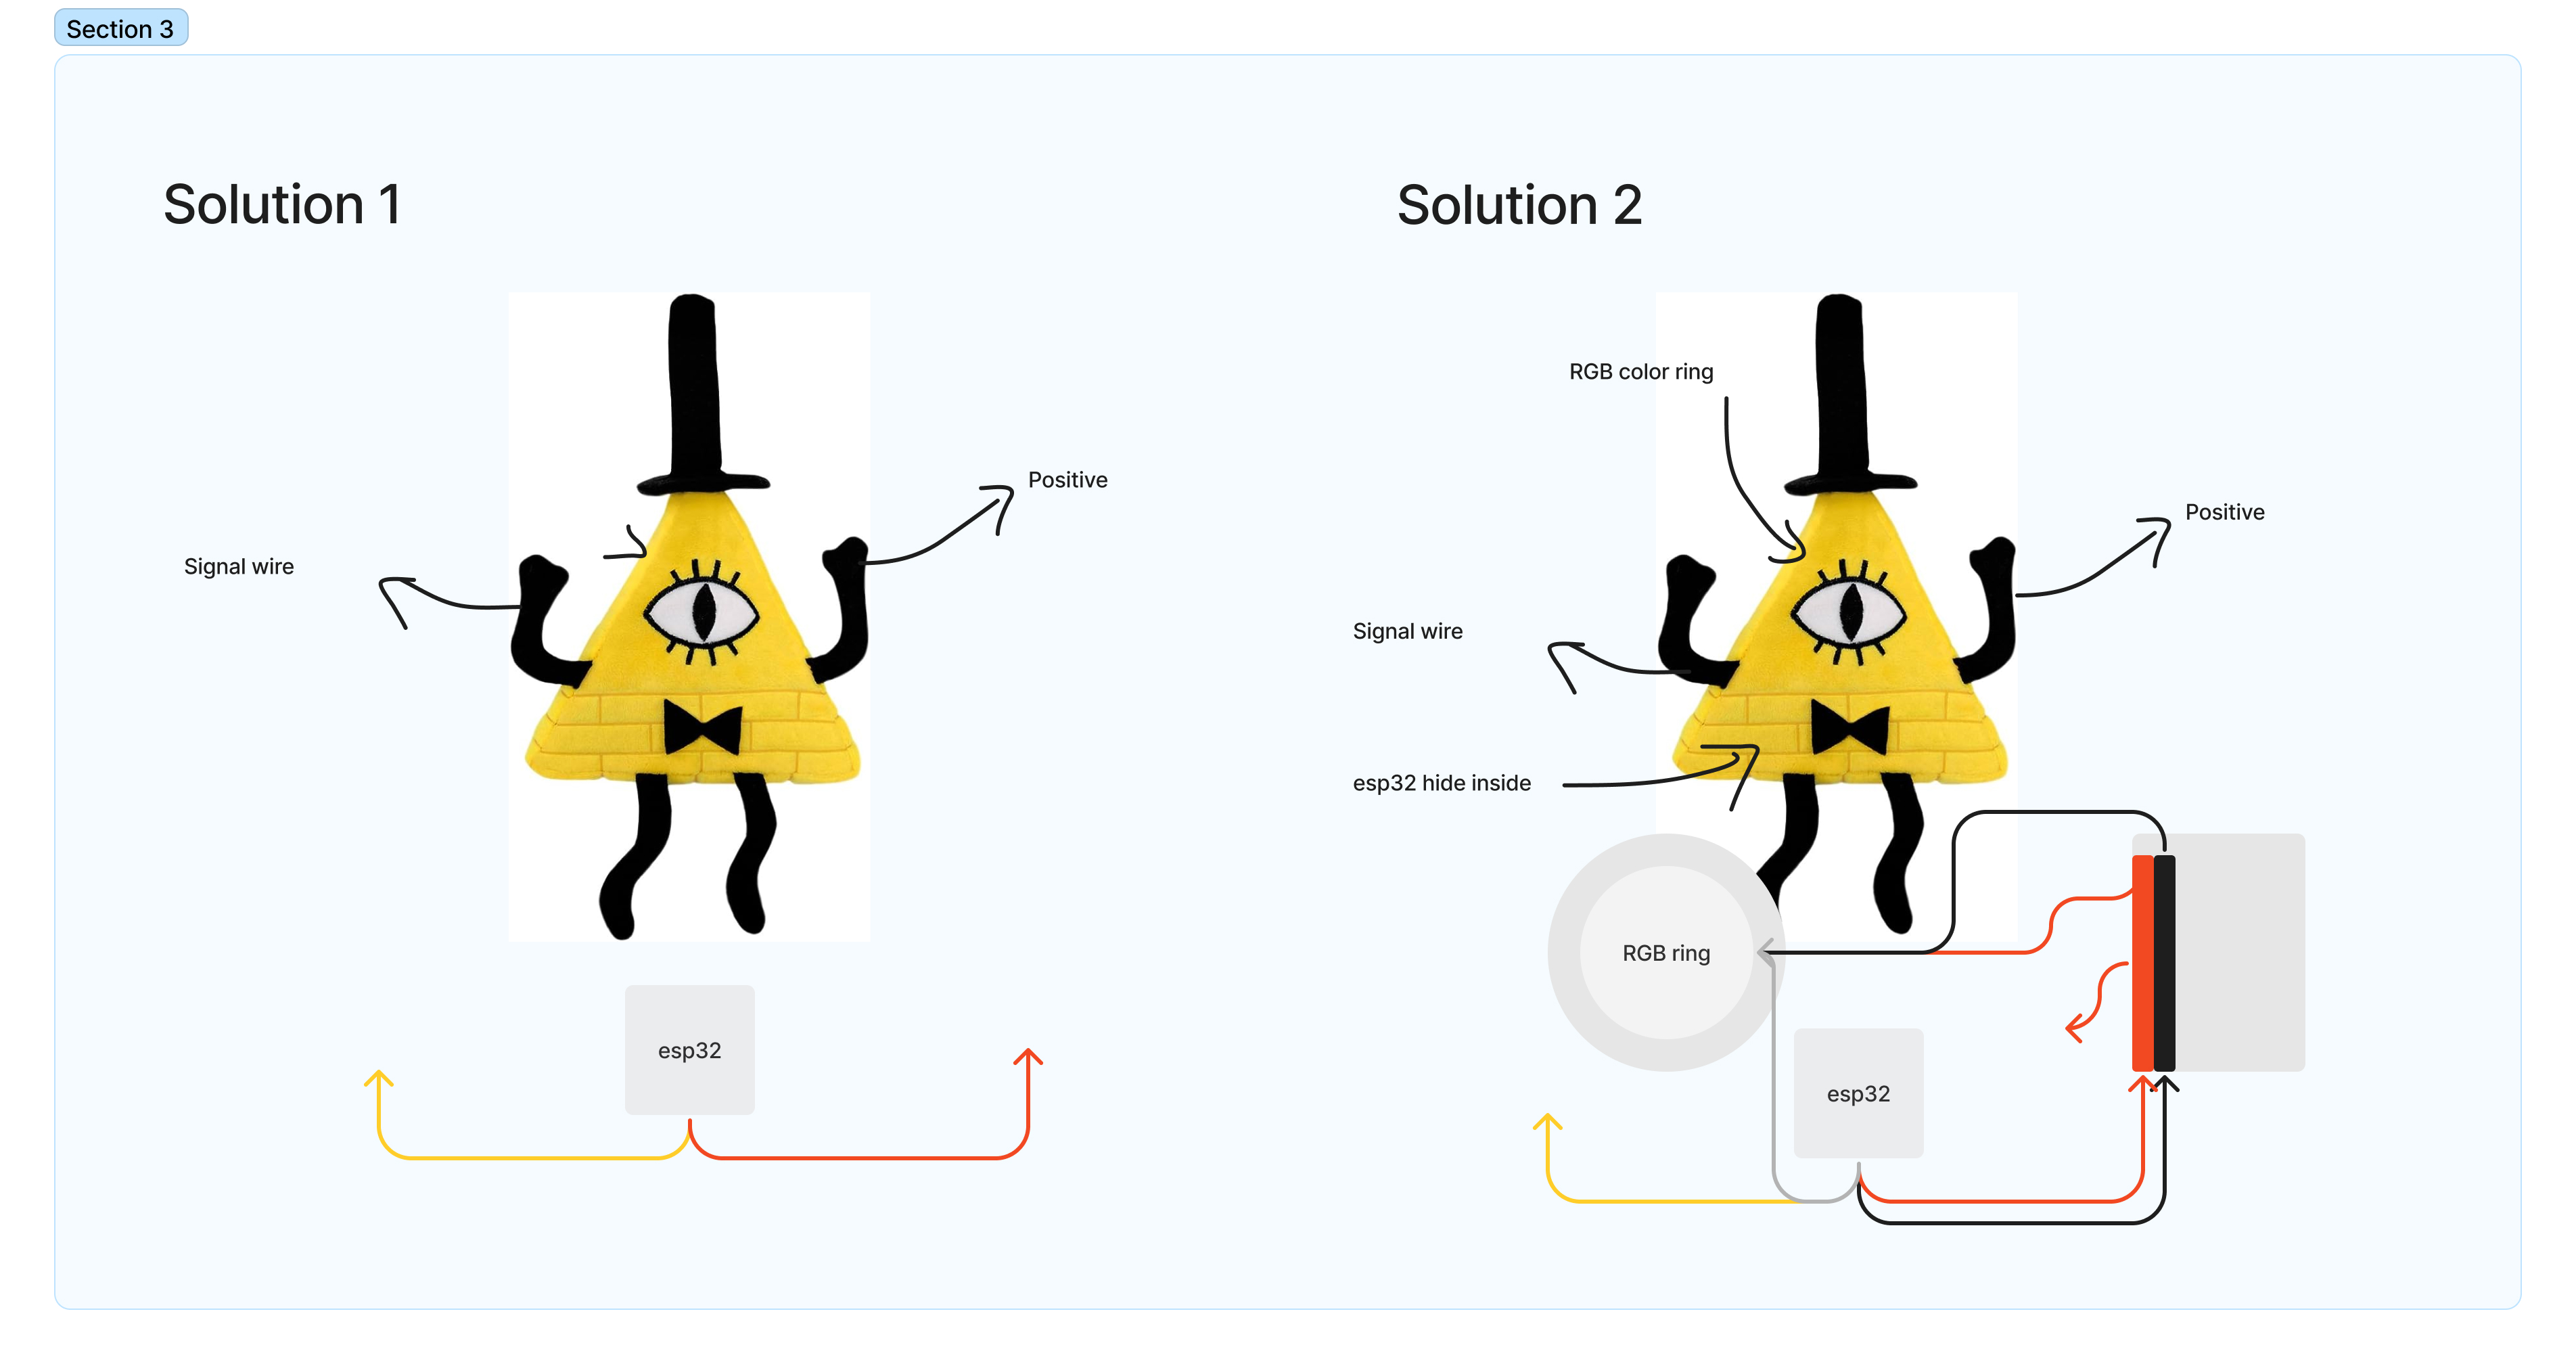 Section 3
Solution 1
Signal wire
Positive
esp32
Solution 2
RGB color ring
Positive
Signal wire
esp32 hide inside
RGB ring
esp32